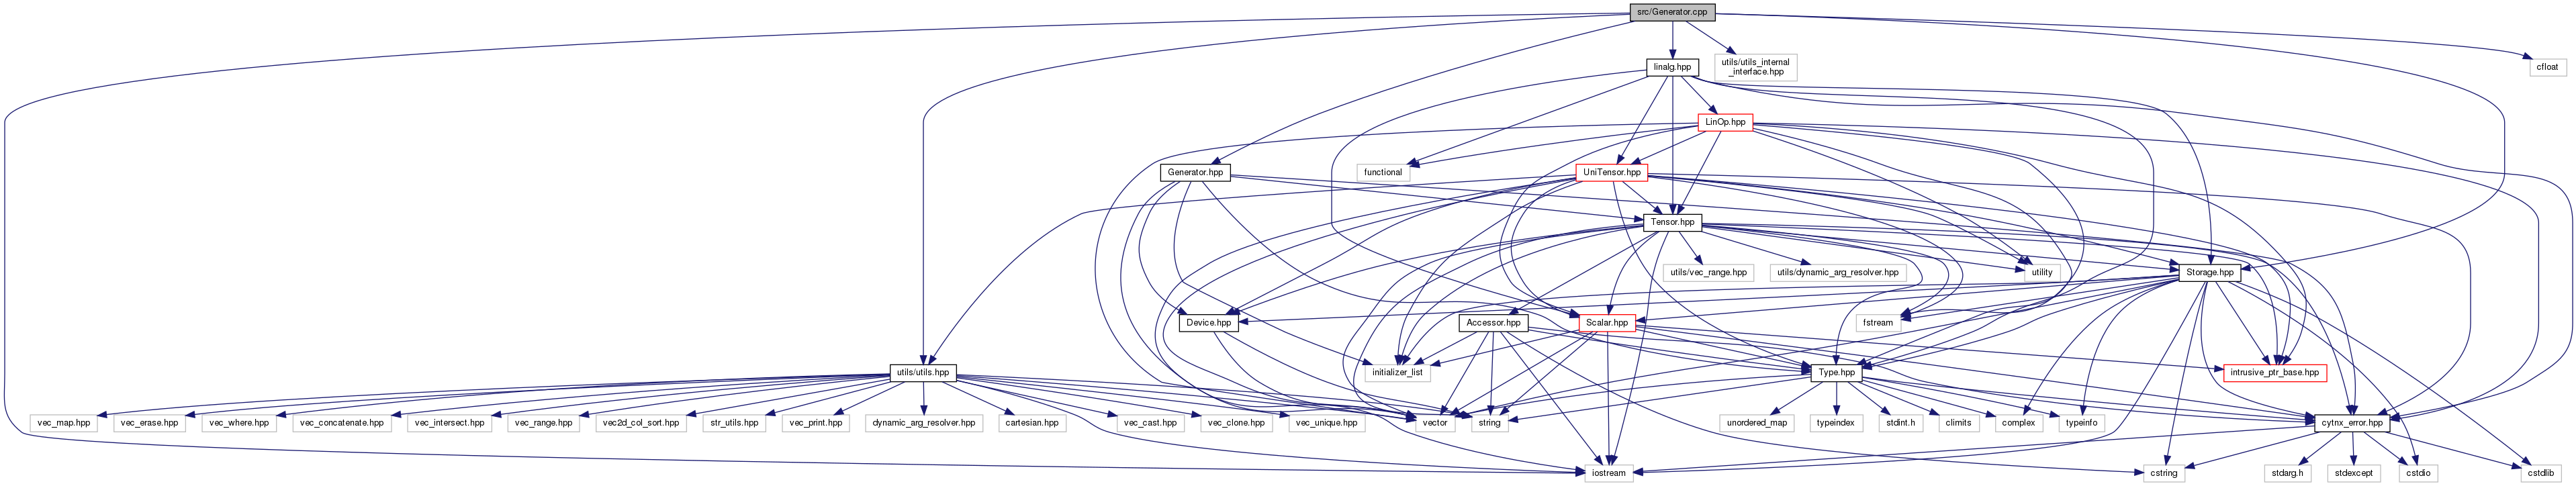 src/Generator.cpp
linalg.hpp
utils/utils_internal
_interface.hpp
cfloat
LinOp.hpp
Generator.hpp
functional
UniTensor.hpp
Tensor.hpp
utils/vec_range.hpp
utils/dynamic_arg_resolver.hpp
utility
Storage.hpp
Device.hpp
Accessor.hpp
Scalar.hpp
fstream
utils/utils.hpp
initializer_list
Type.hpp
intrusive_ptr_base.hpp
vec_map.hpp
vec_erase.hpp
vec_where.hpp
vec_concatenate.hpp
vec_intersect.hpp
vec_range.hpp
vec2d_col_sort.hpp
str_utils.hpp
vec_print.hpp
dynamic_arg_resolver.hpp
cartesian.hpp
vec_cast.hpp
vec_clone.hpp
vec_unique.hpp
vector
string
unordered_map
typeindex
stdint.h
climits
complex
typeinfo
cytnx_error.hpp
iostream
cstring
stdarg.h
stdexcept
cstdio
cstdlib